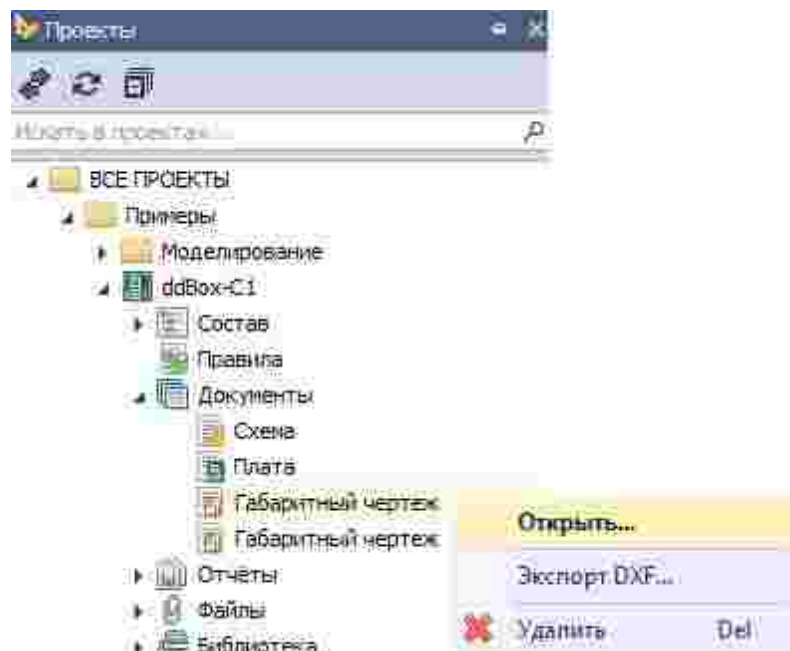 Проекты
Искать в проектах...
ВСЕ ПРОЕКТЫ
Примеры
Моделирование
ddBox-C1
Состав
Правила
Документы
Схема
Плата
Габаритный чертеж
Габаритный чертеж
Отчёты
Файлы
Библиотека
Открыть...
Экспорт DXF...
Удалить Del